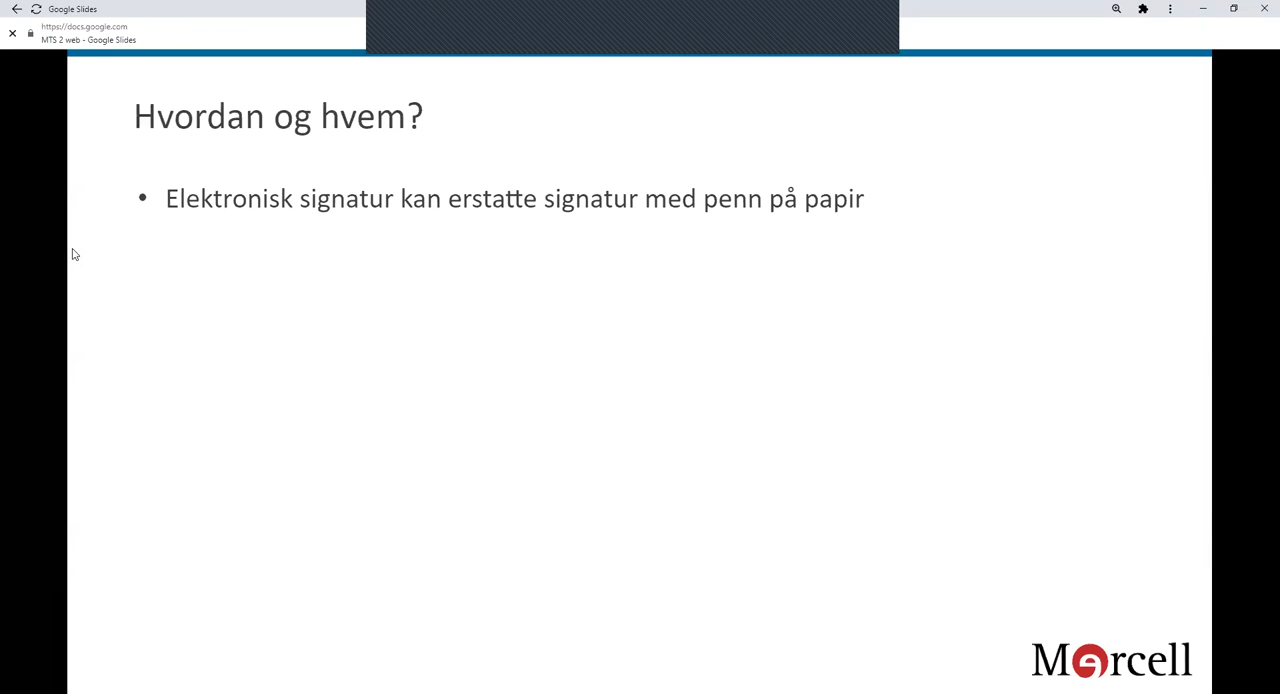 Google Slides
https://docs.google.com
MTS 2 web - Google Slides
Hvordan og hvem?
• Elektronisk signatur kan erstatte signatur med penn på papir
Mercell